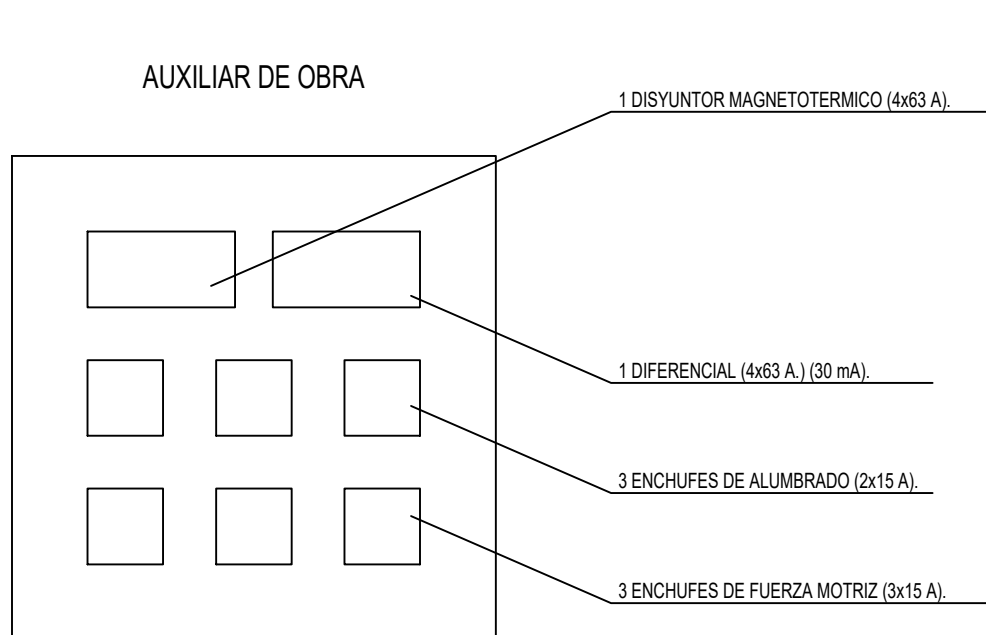 AUXILIAR DE OBRA
1 DISYUNTOR MAGNETOTERMICO (4x63 A).
1 DIFERENCIAL (4x63 A.) (30 mA).
3 ENCHUFES DE ALUMBRADO (2x15 A).
3 ENCHUFES DE FUERZA MOTRIZ (3x15 A).